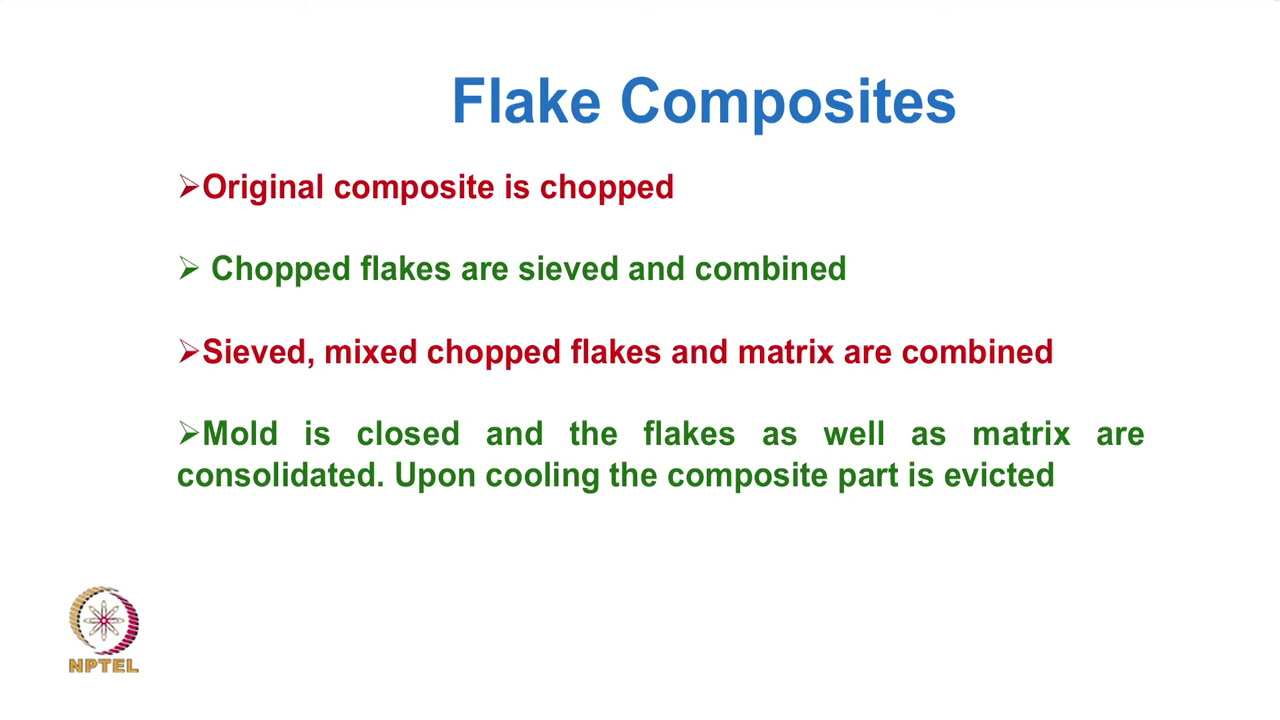 Flake Composites
➢Original composite is chopped
➢ Chopped flakes are sieved and combined
➢Sieved, mixed chopped flakes and matrix are combined
➢Mold is closed and the flakes as well as matrix are
consolidated. Upon cooling the composite part is evicted
NPTEL